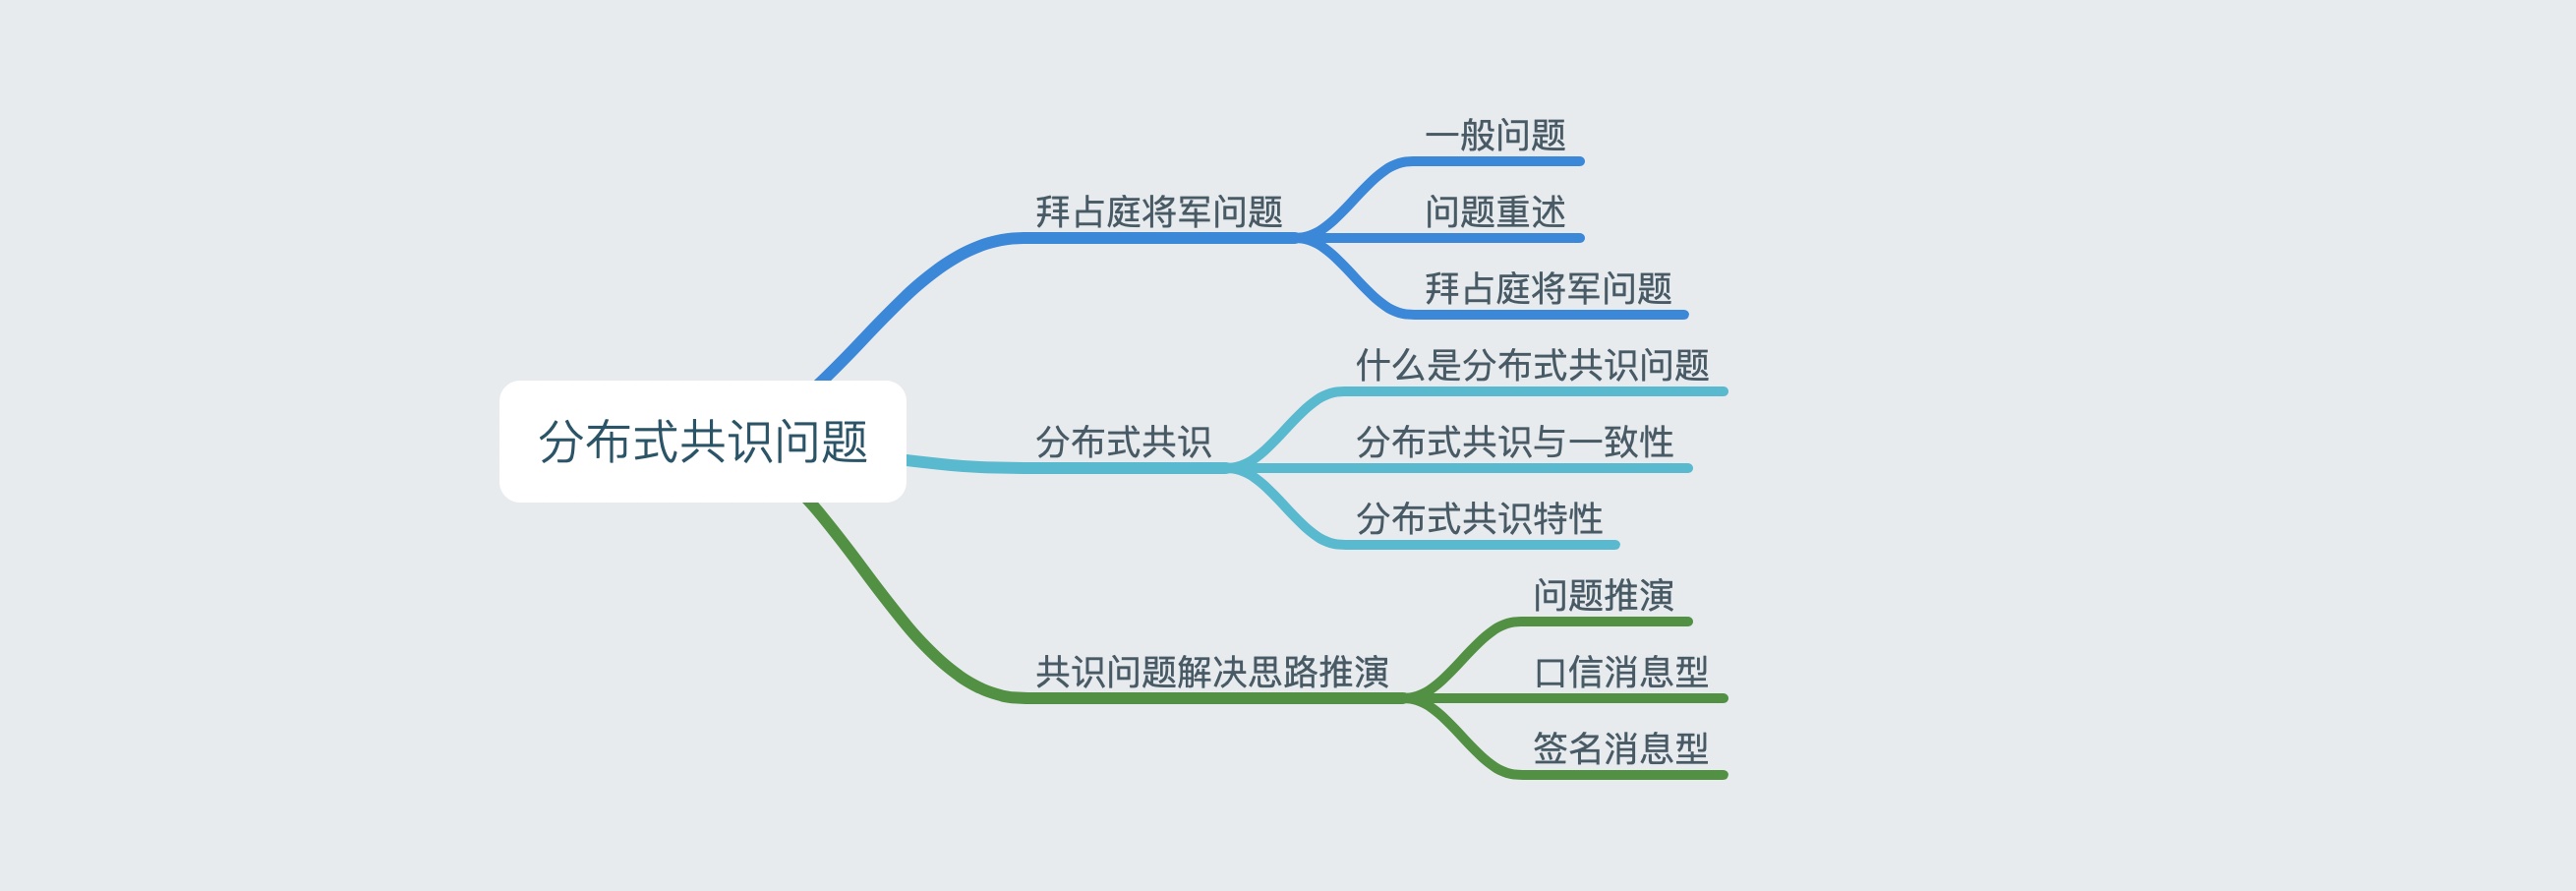 分布式共识问题
拜占庭将军问题
一般问题
问题重述
拜占庭将军问题
分布式共识
什么是分布式共识问题
分布式共识与一致性
分布式共识特性
共识问题解决思路推演
问题推演
口信消息型
签名消息型